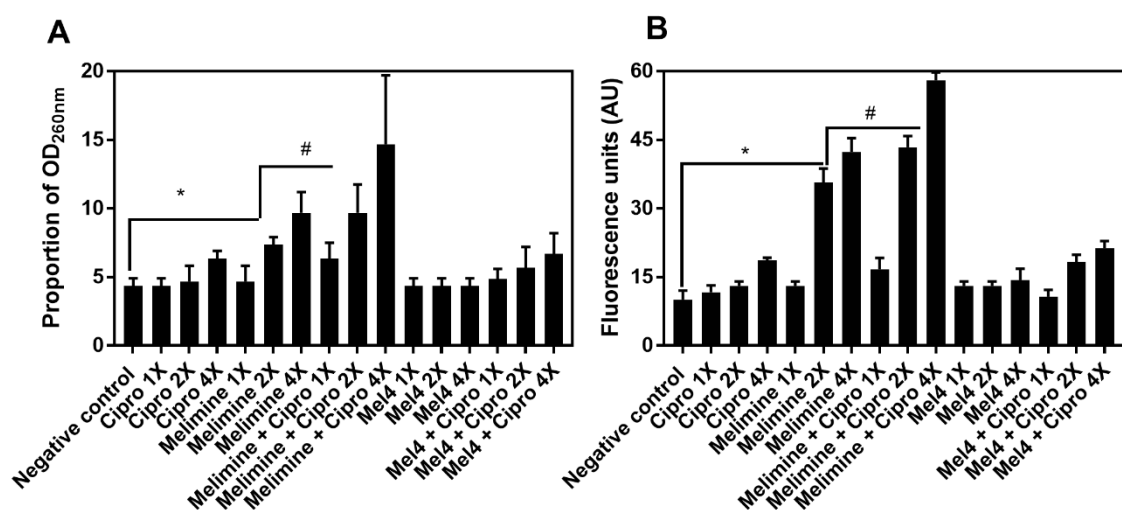 A
Proportion of OD260nm
20
15
10
5
0
*
#
Negative control
Cipro 1X
Cipro 2X
Cipro 4X
Melimine 1X
Melimine 2X
Melimine 4X
Melimine + Cipro 1X
Melimine + Cipro 2X
Melimine + Cipro 4X
Mel4 1X
Mel4 2X
Mel4 4X
Mel4 + Cipro 1X
Mel4 + Cipro 2X
Mel4 + Cipro 4X
B
Fluorescence units (AU)
60
45
30
15
0
*
#
Negative control
Cipro 1X
Cipro 2X
Cipro 4X
Melimine 1X
Melimine 2X
Melimine 4X
Melimine + Cipro 1X
Melimine + Cipro 2X
Melimine + Cipro 4X
Mel4 1X
Mel4 2X
Mel4 4X
Mel4 + Cipro 1X
Mel4 + Cipro 2X
Mel4 + Cipro 4X